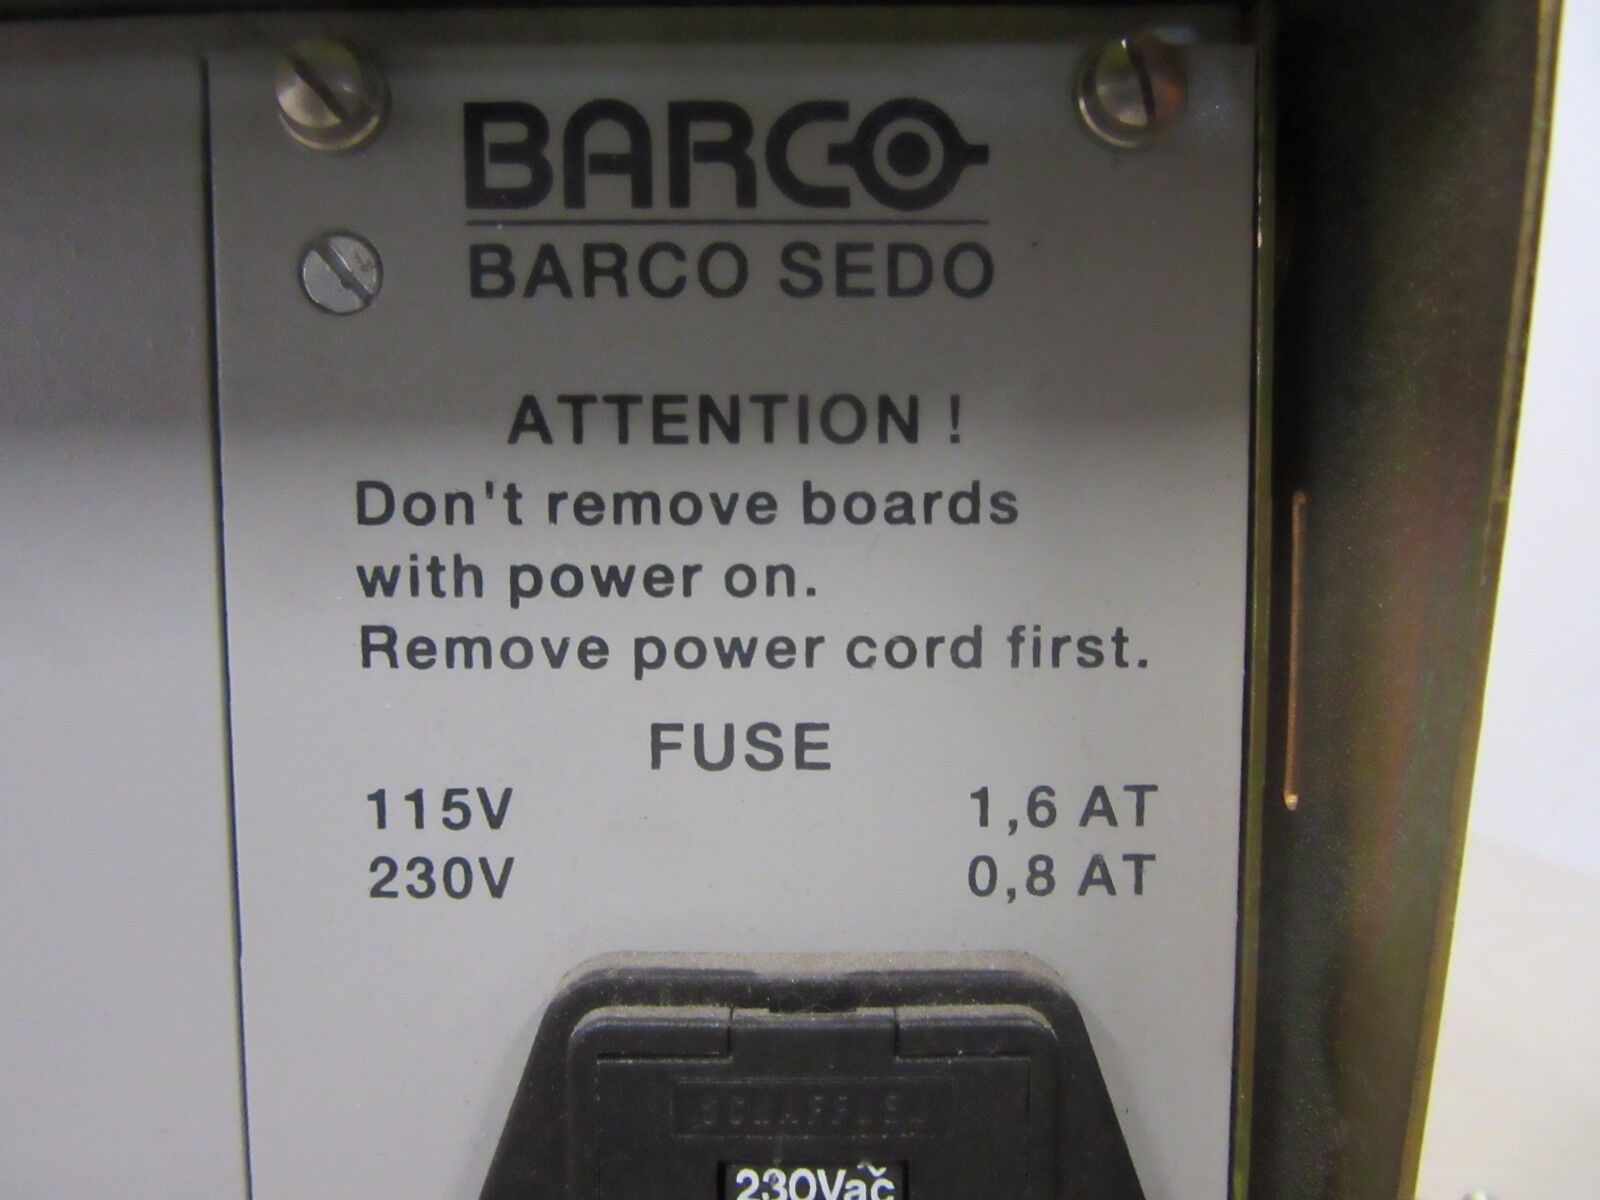 BARCO
BARCO SEDO
ATTENTION !
Don't remove boards
with power on.
Remove power cord first.
FUSE
115V 1,6 AT
230V 0,8 AT
SCHAFFNER
230Vac